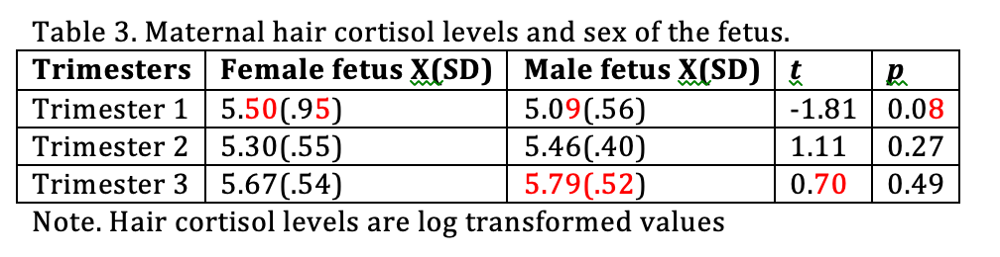 Table 3. Maternal hair cortisol levels and sex of the fetus.
Trimesters Female fetus X(SD) Male fetus X(SD) t p
Trimester 1 5.50(.95) 5.09(.56) -1.81 0.08
Trimester 2 5.30(.55) 5.46(.40) 1.11 0.27
Trimester 3 5.67(.54) 5.79(.52) 0.70 0.49
Note. Hair cortisol levels are log transformed values